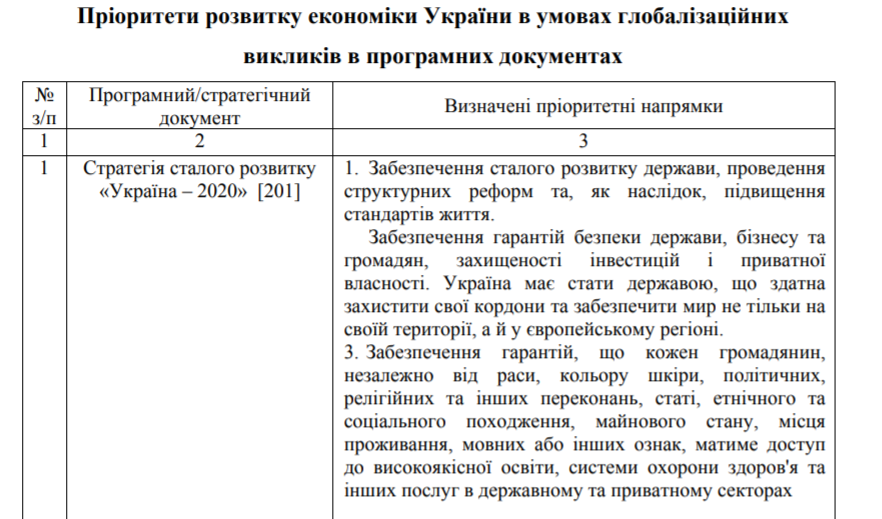 Пріоритети розвитку економіки України в умовах глобалізаційних
викликів в програмних документах
№
з/п
Програмний/стратегічний
документ
Визначені пріоритетні напрямки
1
2
3
1
Стратегія сталого розвитку
«Україна – 2020» [201]
1. Забезпечення сталого розвитку держави, проведення
структурних реформ та, як наслідок, підвищення
стандартів життя.
Забезпечення гарантій безпеки держави, бізнесу та
громадян, захищеності інвестицій і приватної
власності. Україна має стати державою, що здатна
захистити свої кордони та забезпечити мир не тільки на
своїй території, а й у європейському регіоні.
3. Забезпечення гарантій, що кожен громадянин,
незалежно від раси, кольору шкіри, політичних,
релігійних та інших переконань, статі, етнічного та
соціального походження, майнового стану, місця
проживання, мовних або інших ознак, матиме доступ
до високоякісної освіти, системи охорони здоров'я та
інших послуг в державному та приватному секторах